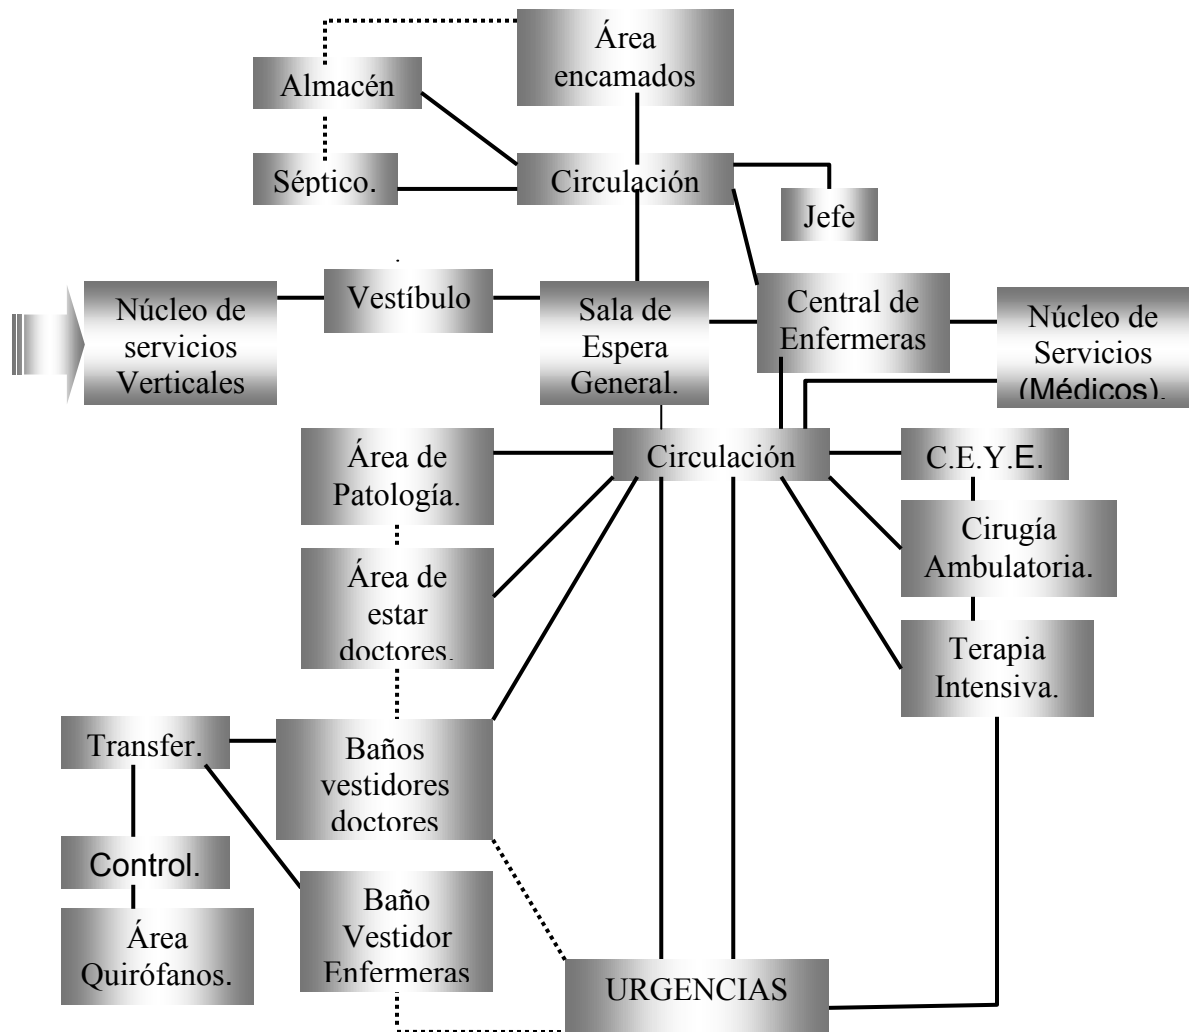 Área
encamados
Almacén
Séptico.
Circulación
Jefe
Núcleo de
servicios
Verticales
Vestíbulo
Sala de
Espera
General.
Central de
Enfermeras
Núcleo de
Servicios
(Médicos).
Área de
Patología.
Circulación
C.E.Y.E.
Cirugía
Ambulatoria.
Área de
estar
doctores.
Terapia
Intensiva.
Transfer.
Baños
vestidores
doctores
Control.
Baño
Vestidor
Enfermeras
Área
Quirófanos.
URGENCIAS